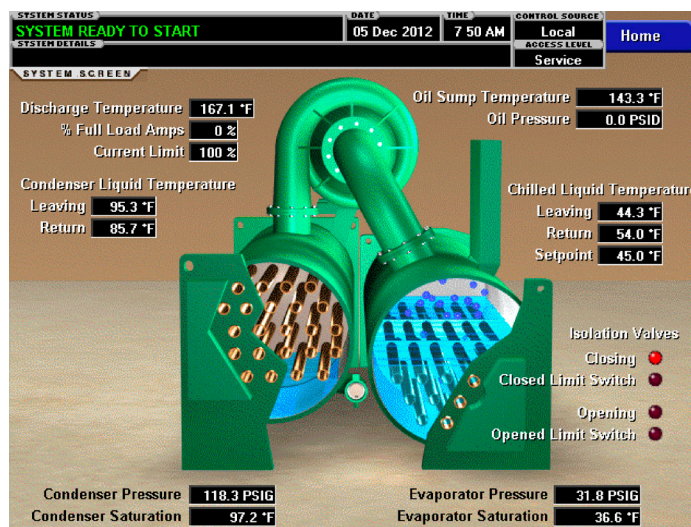 SYSTEM STATUS
SYSTEM READY TO START
SYSTEM DETAILS
DATE
05 Dec 2012
TIME
7 50 AM
CONTROL SOURCE
Local
ACCESS LEVEL
Service
Home
SYSTEM SCREEN
Discharge Temperature 167.1 °F
% Full Load Amps 0 %
Current Limit 100 %
Oil Sump Temperature 143.3 °F
Oil Pressure 0.0 PSID
Condenser Liquid Temperature
Leaving 95.3 °F
Return 85.7 °F
Chilled Liquid Temperature
Leaving 44.3 °F
Return 54.0 °F
Setpoint 45.0 °F
Isolation Valves
Closing
Closed Limit Switch
Opening
Opened Limit Switch
Condenser Pressure 118.3 PSIG
Condenser Saturation 97.2 °F
Evaporator Pressure 31.8 PSIG
Evaporator Saturation 36.6 °F